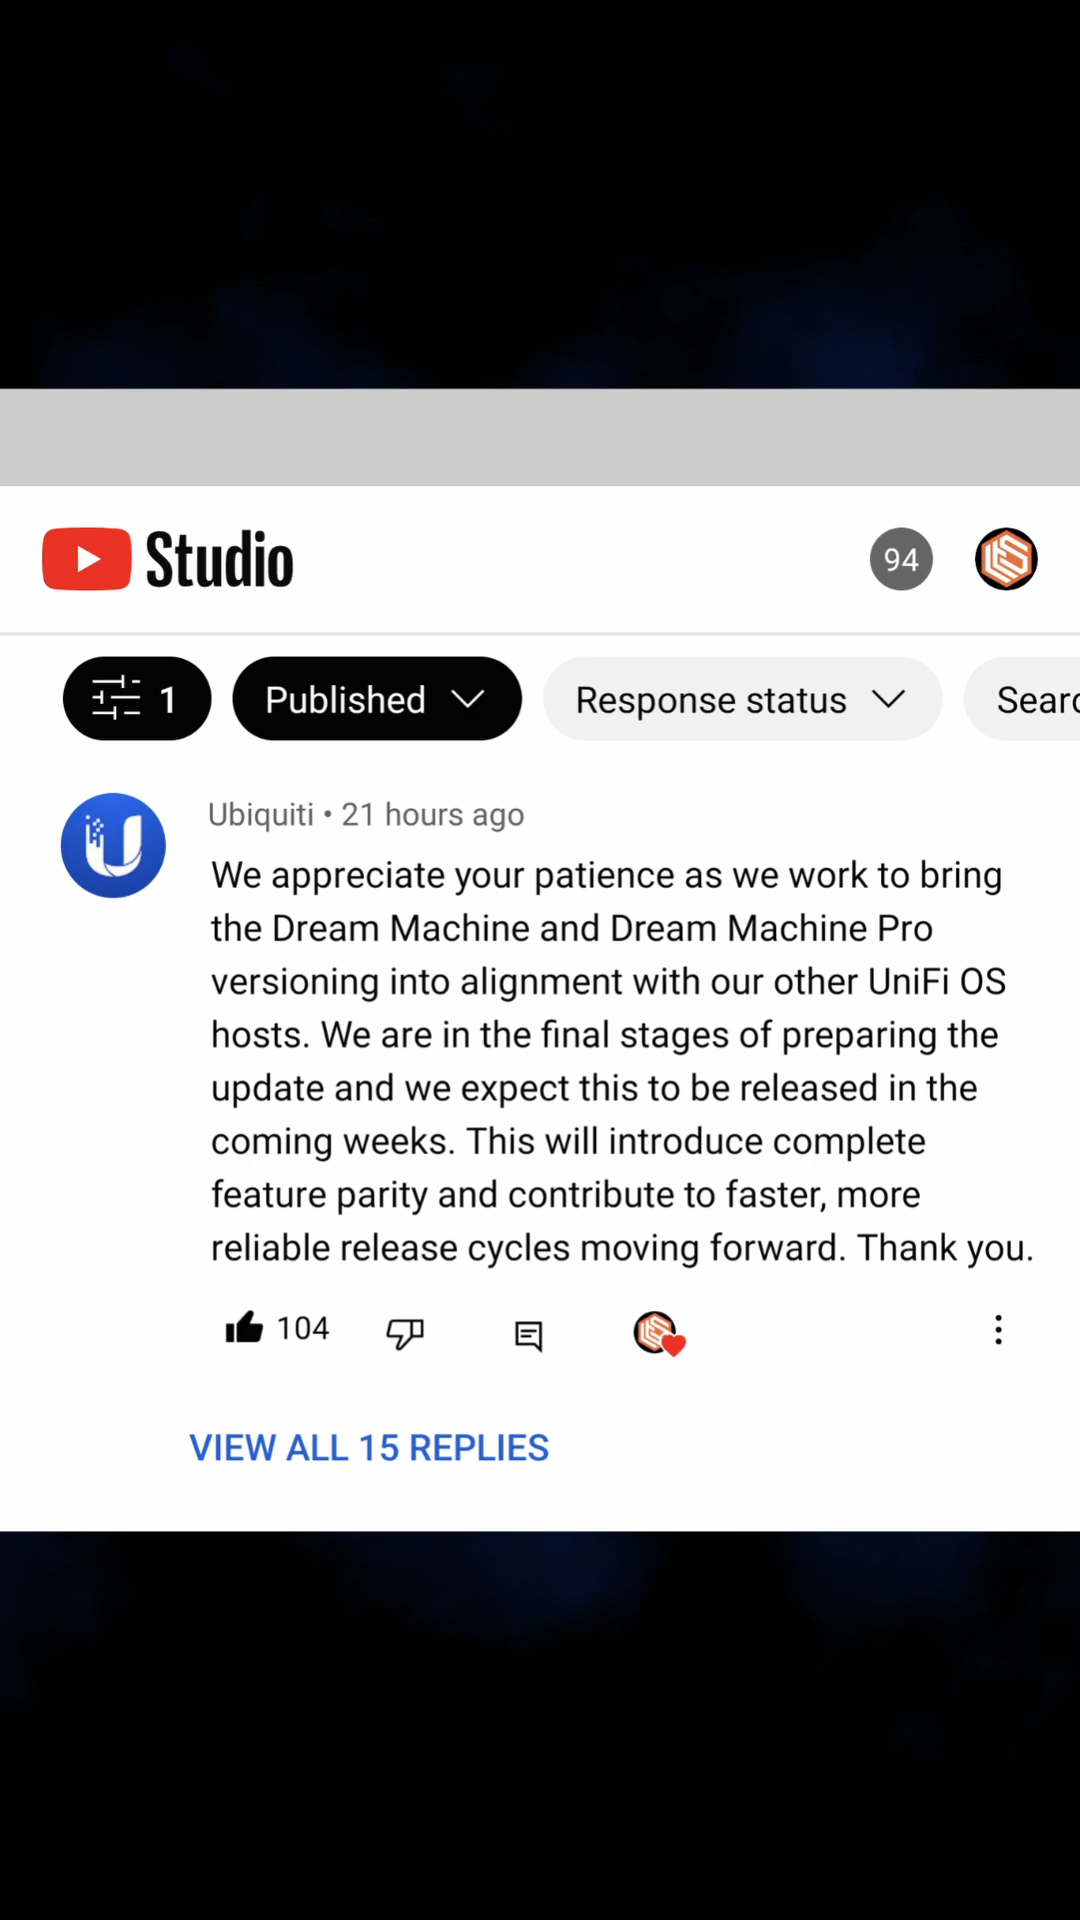 Studio
94
1
Published
Response status
Searc
Ubiquiti • 21 hours ago
We appreciate your patience as we work to bring
the Dream Machine and Dream Machine Pro
versioning into alignment with our other UniFi OS
hosts. We are in the final stages of preparing the
update and we expect this to be released in the
coming weeks. This will introduce complete
feature parity and contribute to faster, more
reliable release cycles moving forward. Thank you.
104
VIEW ALL 15 REPLIES